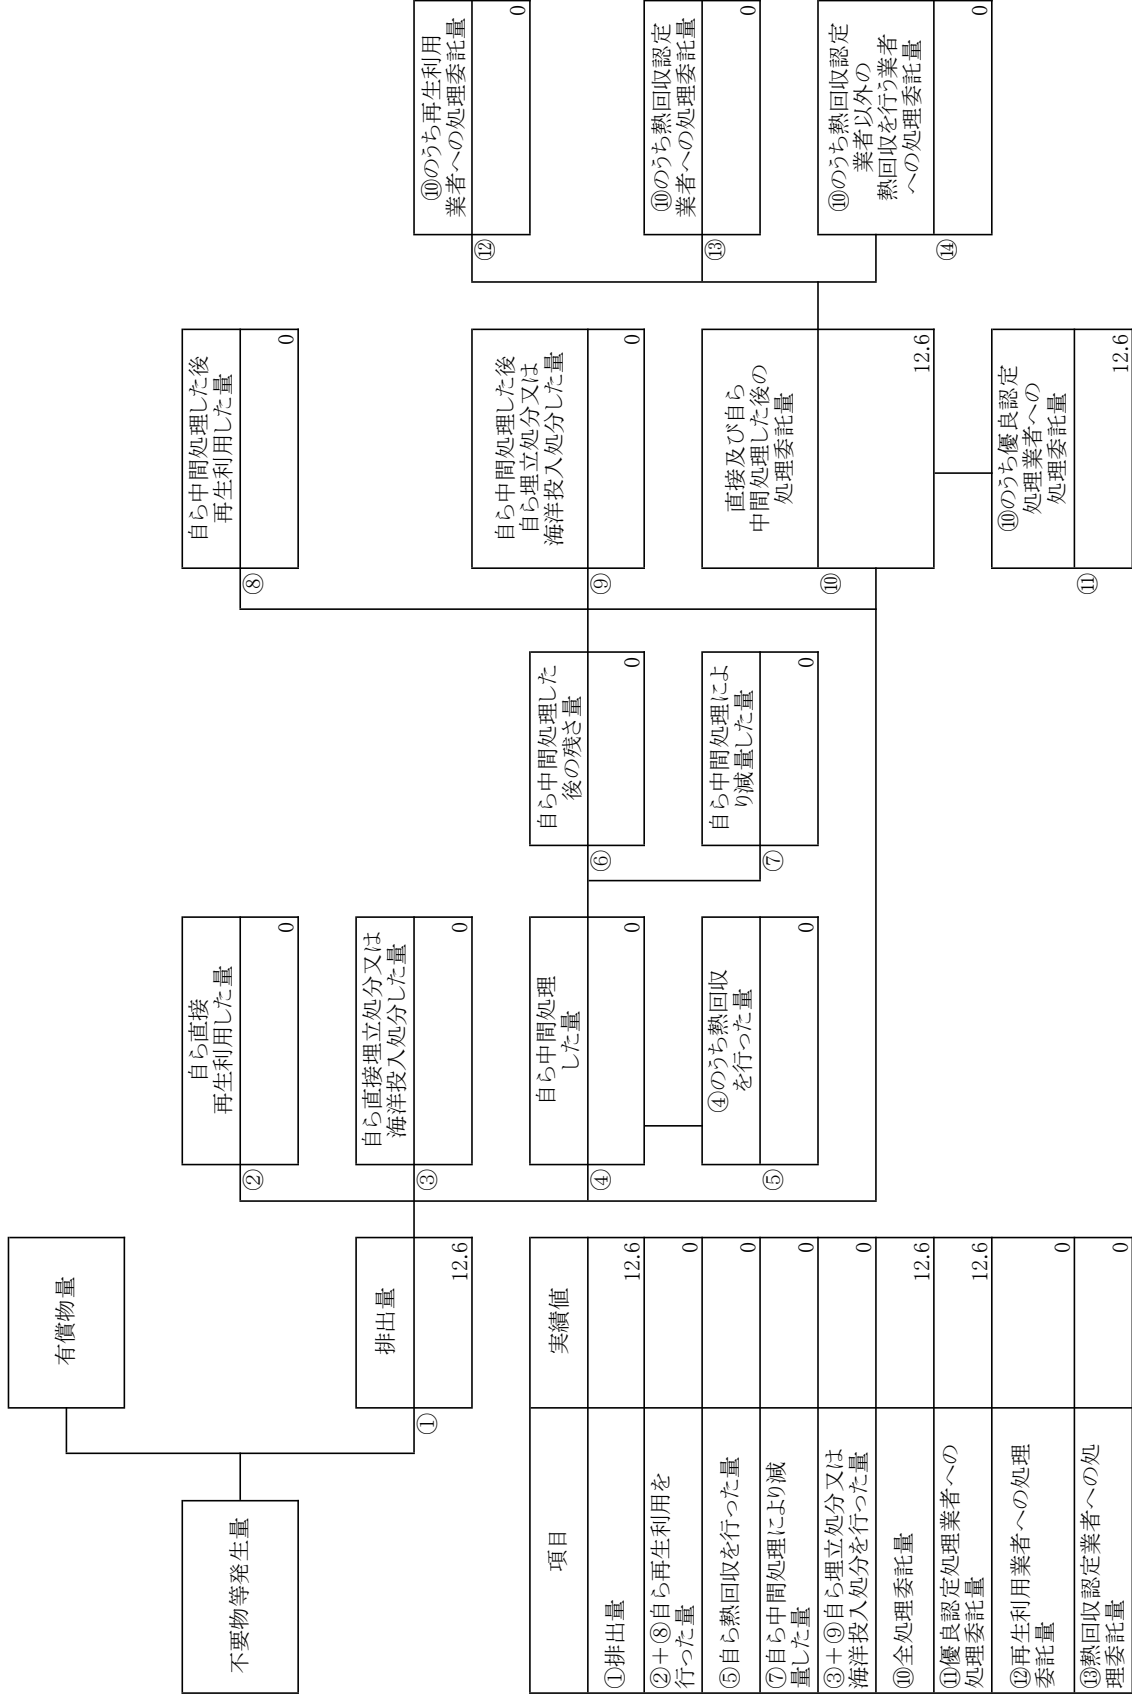 不要物等発生量
有償物量
①
排出量
12.6
②
自ら直接
再生利用した量
0
③
自ら直接埋立処分又は
海洋投入処分した量
0
④
自ら中間処理
した量
0
⑤
④のうち熱回収
を行った量
0
⑥
自ら中間処理した
後の残さ量
0
⑦
自ら中間処理によ
り減量した量
0
⑧
自ら中間処理した後
再生利用した量
0
⑨
自ら中間処理した後
自ら埋立処分又は
海洋投入処分した量
0
⑩
直接及び自ら
中間処理した後の
処理委託量
12.6
⑪
⑩のうち優良認定
処理業者への
処理委託量
12.6
⑫
⑩のうち再生利用
業者への処理委託量
0
⑬
⑩のうち熱回収認定
業者への処理委託量
0
⑭
⑩のうち熱回収認定
業者以外の
熱回収を行う業者
への処理委託量
0
項目 実績値
①排出量 12.6
②+⑧自ら再生利用を
行った量 0
⑤自ら熱回収を行った量 0
⑦自ら中間処理により減
量した量 0
③+⑨自ら埋立処分又は
海洋投入処分を行った量 0
⑩全処理委託量 12.6
⑪優良認定処理業者への
処理委託量 12.6
⑫再生利用業者への処理
委託量 0
⑬熱回収認定業者への処
理委託量 0